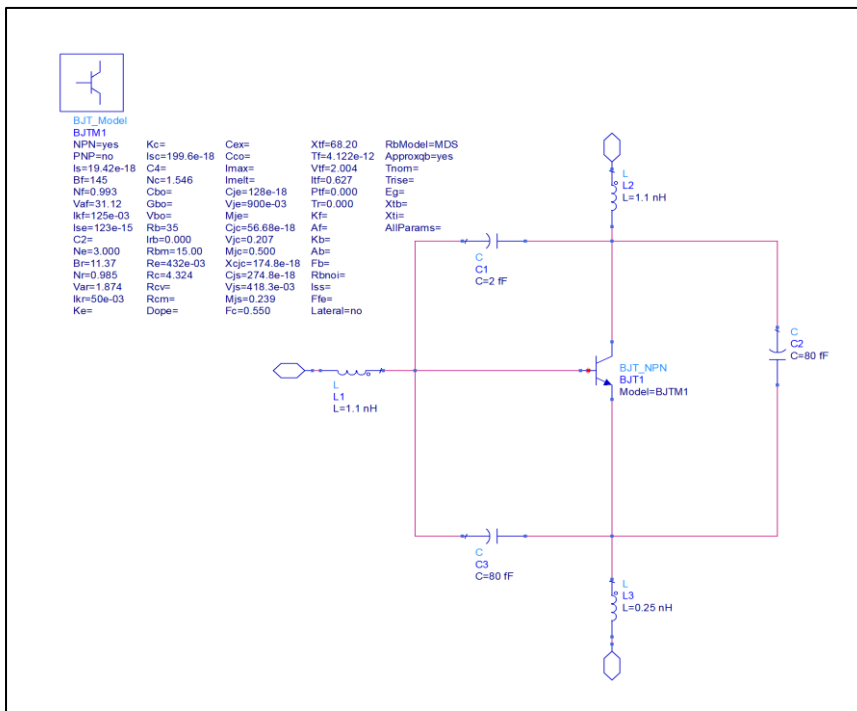 BJT_Model
BJTM1
NPN=yes
PNP=no
Is=19.42e-18
Bf=145
Nf=0.993
Vaf=31.12
Ikf=125e-03
Ise=123e-15
C2=
Ne=3.000
Br=11.37
Nr=0.985
Var=1.874
Ikr=50e-03
Ke=
Kc=
Isc=199.6e-18
C4=
Nc=1.546
Cbo=
Gbo=
Vbo=
Rb=35
Irb=0.000
Rbm=15.00
Re=432e-03
Rc=4.324
Rcv=
Rcm=
Dope=
Cex=
Cco=
Imax=
Imelt=
Cje=128e-18
Vje=900e-03
Mje=
Cjc=56.68e-18
Vjc=0.207
Mjc=0.500
Xcjc=174.8e-18
Cjs=274.8e-18
Vjs=418.3e-03
Mjs=0.239
Fc=0.550
Xtf=68.20
Tf=4.122e-12
Vtf=2.004
Itf=0.627
Ptf=0.000
Tr=0.000
Kf=
Af=
Kb=
Ab=
Fb=
Rbnoi=
Iss=
Ffe=
Lateral=no
RbModel=MDS
Approxqb=yes
Tnom=
Trise=
Eg=
Xtb=
Xti=
AllParams=
L
L2
L=1.1 nH
C
C1
C=2 fF
C
C2
C=80 fF
BJT_NPN
BJT1
Model=BJTM1
L
L1
L=1.1 nH
C
C3
C=80 fF
L
L3
L=0.25 nH